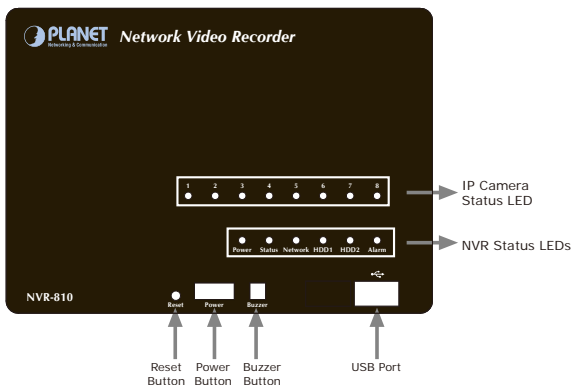 PLANET
Networking & Communication
Network Video Recorder
1 2 3 4 5 6 7 8
IP Camera
Status LED
Power Status Network HDD1 HDD2 Alarm
NVR Status LEDs
NVR-810
Reset Power Buzzer
Reset
Button
Power
Button
Buzzer
Button
USB Port